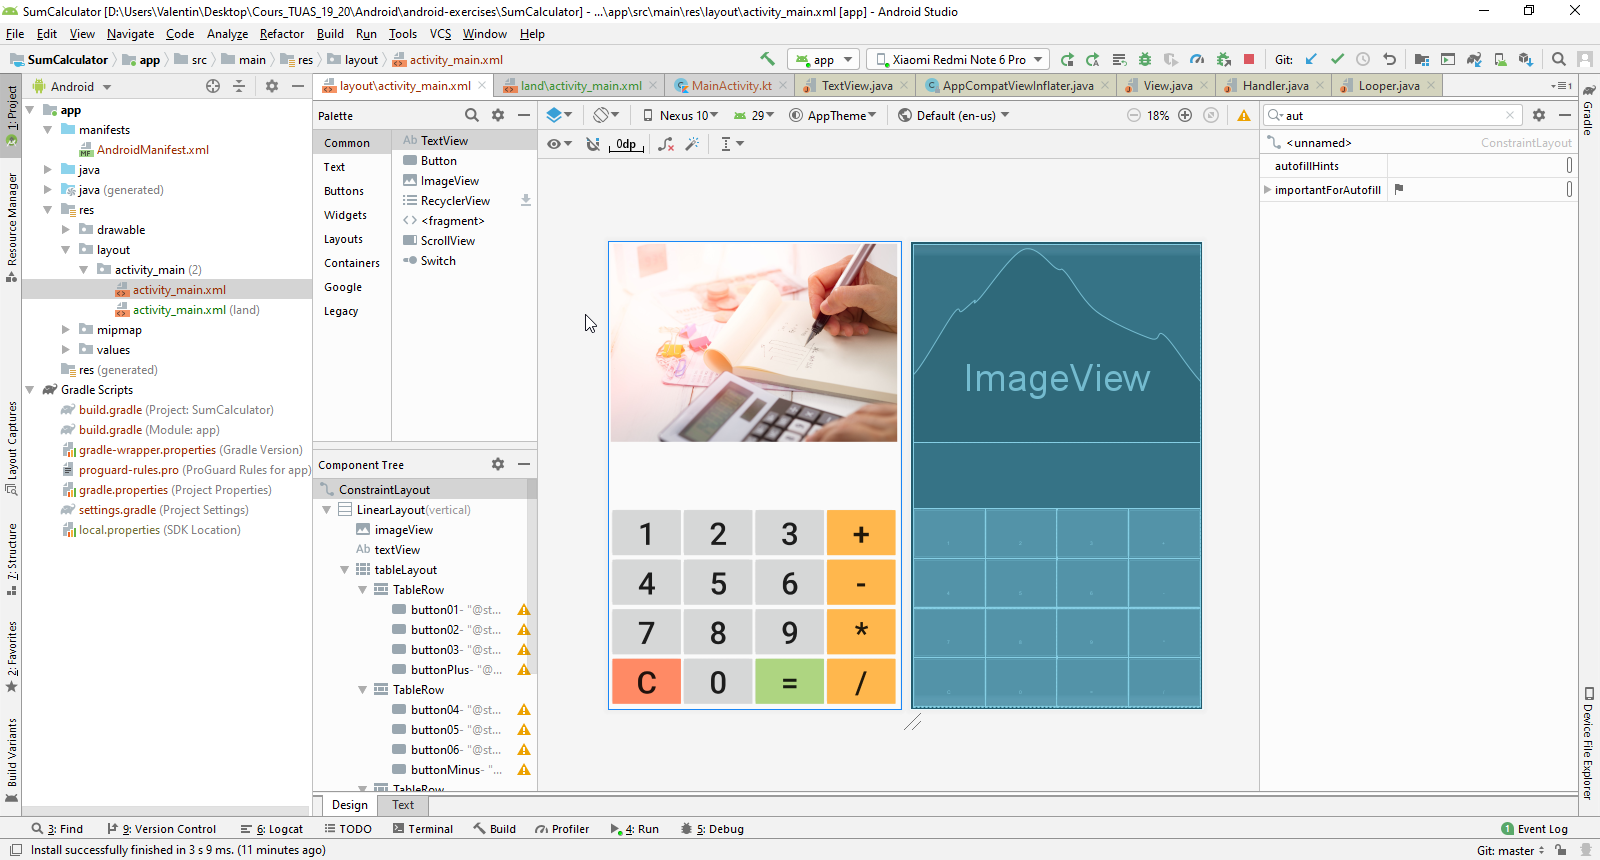 SumCalculator [D:\Users\Valentin\Desktop\Cours_TUAS_19_20\Android\android-exercises\SumCalculator] - ...\app\src\main\res\layout\activity_main.xml [app] - Android Studio
File Edit View Navigate Code Analyze Refactor Build Run Tools VCS Window Help
SumCalculator app src main res layout activity_main.xml app Xiaomi Redmi Note 6 Pro Git:
Android layout\activity_main.xml land\activity_main.xml MainActivity.kt TextView.java AppCompatViewInflater.java View.java Handler.java Looper.java 1
1: Project
Resource Manager
Layout Captures
7: Structure
2: Favorites
Build Variants
app
manifests
AndroidManifest.xml
java
java (generated)
res
drawable
layout
activity_main (2)
activity_main.xml
activity_main.xml (land)
mipmap
values
res (generated)
Gradle Scripts
build.gradle (Project: SumCalculator)
build.gradle (Module: app)
gradle-wrapper.properties (Gradle Version)
proguard-rules.pro (ProGuard Rules for app)
gradle.properties (Project Properties)
settings.gradle (Project Settings)
local.properties (SDK Location)
Palette
Common
Text
Buttons
Widgets
Layouts
Containers
Google
Legacy
Ab TextView
Button
ImageView
RecyclerView
<> <fragment>
ScrollView
Switch
Component Tree
ConstraintLayout
LinearLayout(vertical)
imageView
Ab textView
tableLayout
TableRow
button01- "@st...
button02- "@st...
button03- "@st...
buttonPlus- "@...
TableRow
button04- "@st...
button05- "@st...
button06- "@st...
buttonMinus- "...
TableRow
Nexus 10 29 AppTheme Default (en-us) 18%
0dp
ImageView
1 2 3 +
4 5 6 -
7 8 9 *
C 0 = /
aut
<unnamed> ConstraintLayout
autofillHints
importantForAutofill
Gradle
Device File Explorer
Design Text
3: Find 9: Version Control 6: Logcat TODO Terminal Build Profiler 4: Run 5: Debug 1 Event Log
Install successfully finished in 3 s 9 ms. (11 minutes ago) Git: master